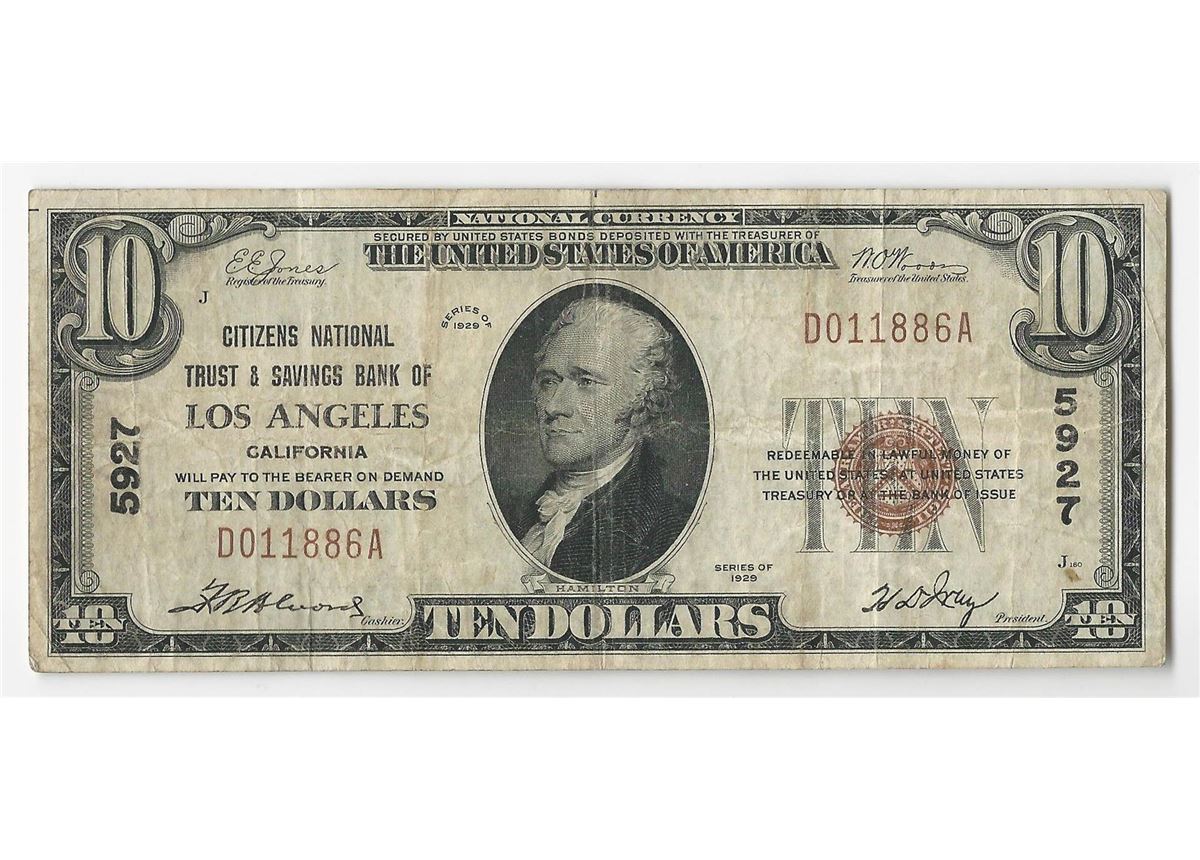 NATIONAL CURRENCY
SECURED BY UNITED STATES BONDS DEPOSITED WITH THE TREASURER OF
THE UNITED STATES OF AMERICA
10
10
E E Jones
Register of the Treasury.
W. O. Woods
Treasurer of the United States.
J
SERIES OF
1929
D011886A
CITIZENS NATIONAL
TRUST & SAVINGS BANK OF
LOS ANGELES
CALIFORNIA
WILL PAY TO THE BEARER ON DEMAND
TEN DOLLARS
D011886A
5927
5927
TEN
REDEEMABLE IN LAWFUL MONEY OF
THE UNITED STATES AT UNITED STATES
TREASURY OR AT THE BANK OF ISSUE
SERIES OF
1929
J 160
HAMILTON
Cashier.
President.
10
TEN
TEN DOLLARS
10
TEN